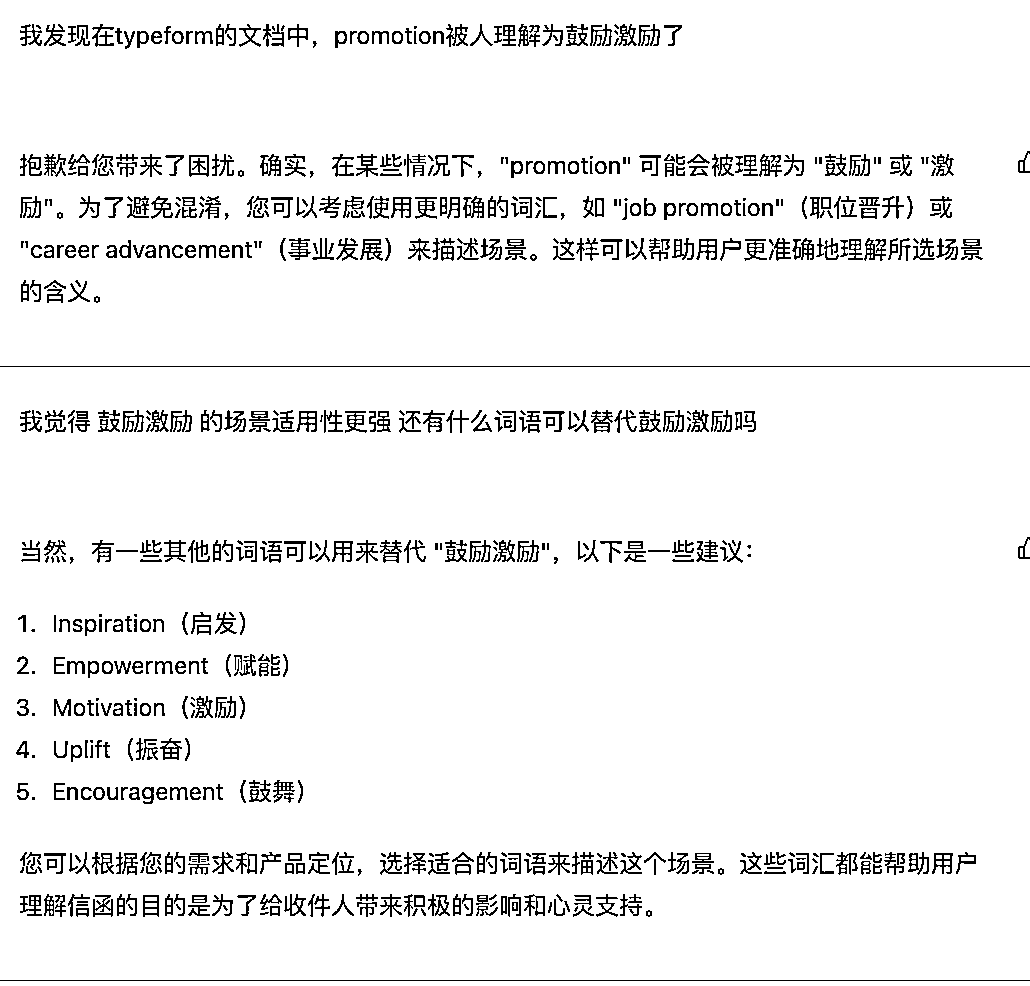 我发现在typeform的文档中，promotion被人理解为鼓励激励了
抱歉给您带来了困扰。确实，在某些情况下，"promotion" 可能会被理解为 "鼓励" 或 "激
励"。为了避免混淆，您可以考虑使用更明确的词汇，如 "job promotion"（职位晋升）或
"career advancement"（事业发展）来描述场景。这样可以帮助用户更准确地理解所选场景
的含义。
我觉得 鼓励激励 的场景适用性更强 还有什么词语可以替代鼓励激励吗
当然，有一些其他的词语可以用来替代 "鼓励激励"，以下是一些建议：
1. Inspiration（启发）
2. Empowerment（赋能）
3. Motivation（激励）
4. Uplift（振奋）
5. Encouragement（鼓舞）
您可以根据您的需求和产品定位，选择适合的词语来描述这个场景。这些词汇都能帮助用户
理解信函的目的是为了给收件人带来积极的影响和心灵支持。